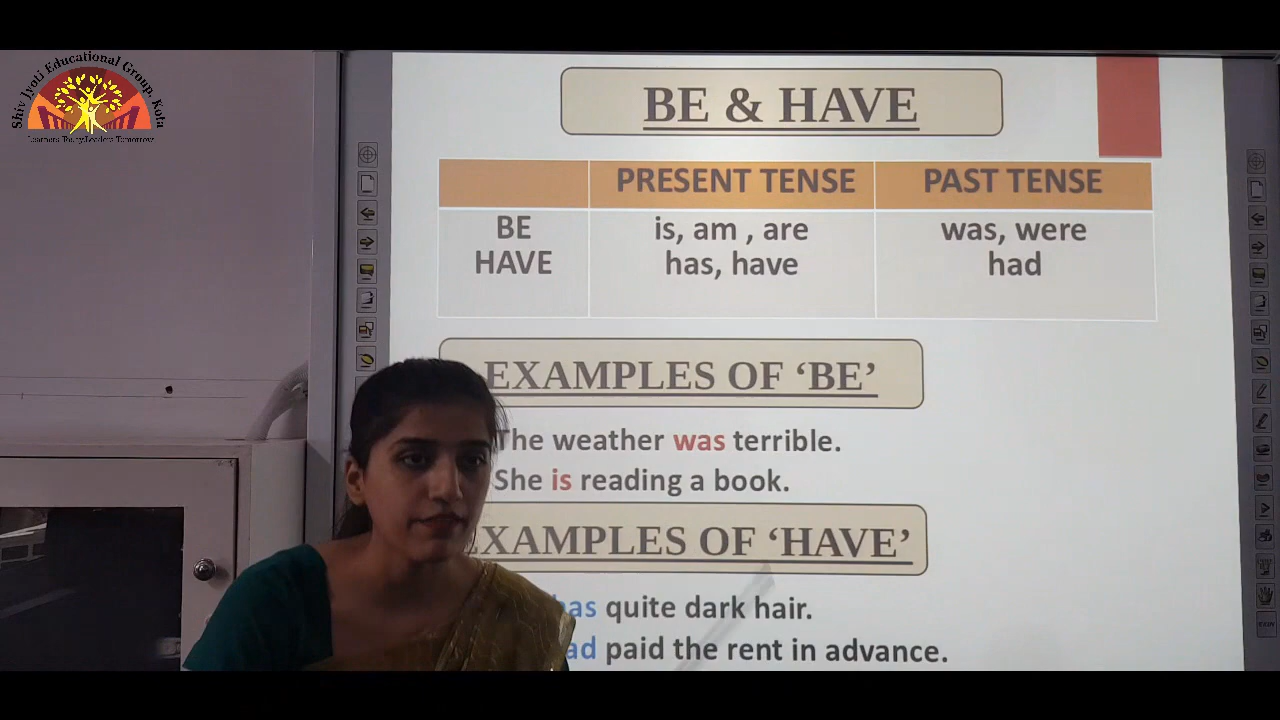 Shiv Jyoti Educational Group, Kota
BE & HAVE
PRESENT TENSE PAST TENSE
BE is, am , are was, were
HAVE has, have had
EXAMPLES OF ‘BE’
The weather was terrible.
She is reading a book.
EXAMPLES OF ‘HAVE’
has quite dark hair.
paid the rent in advance.